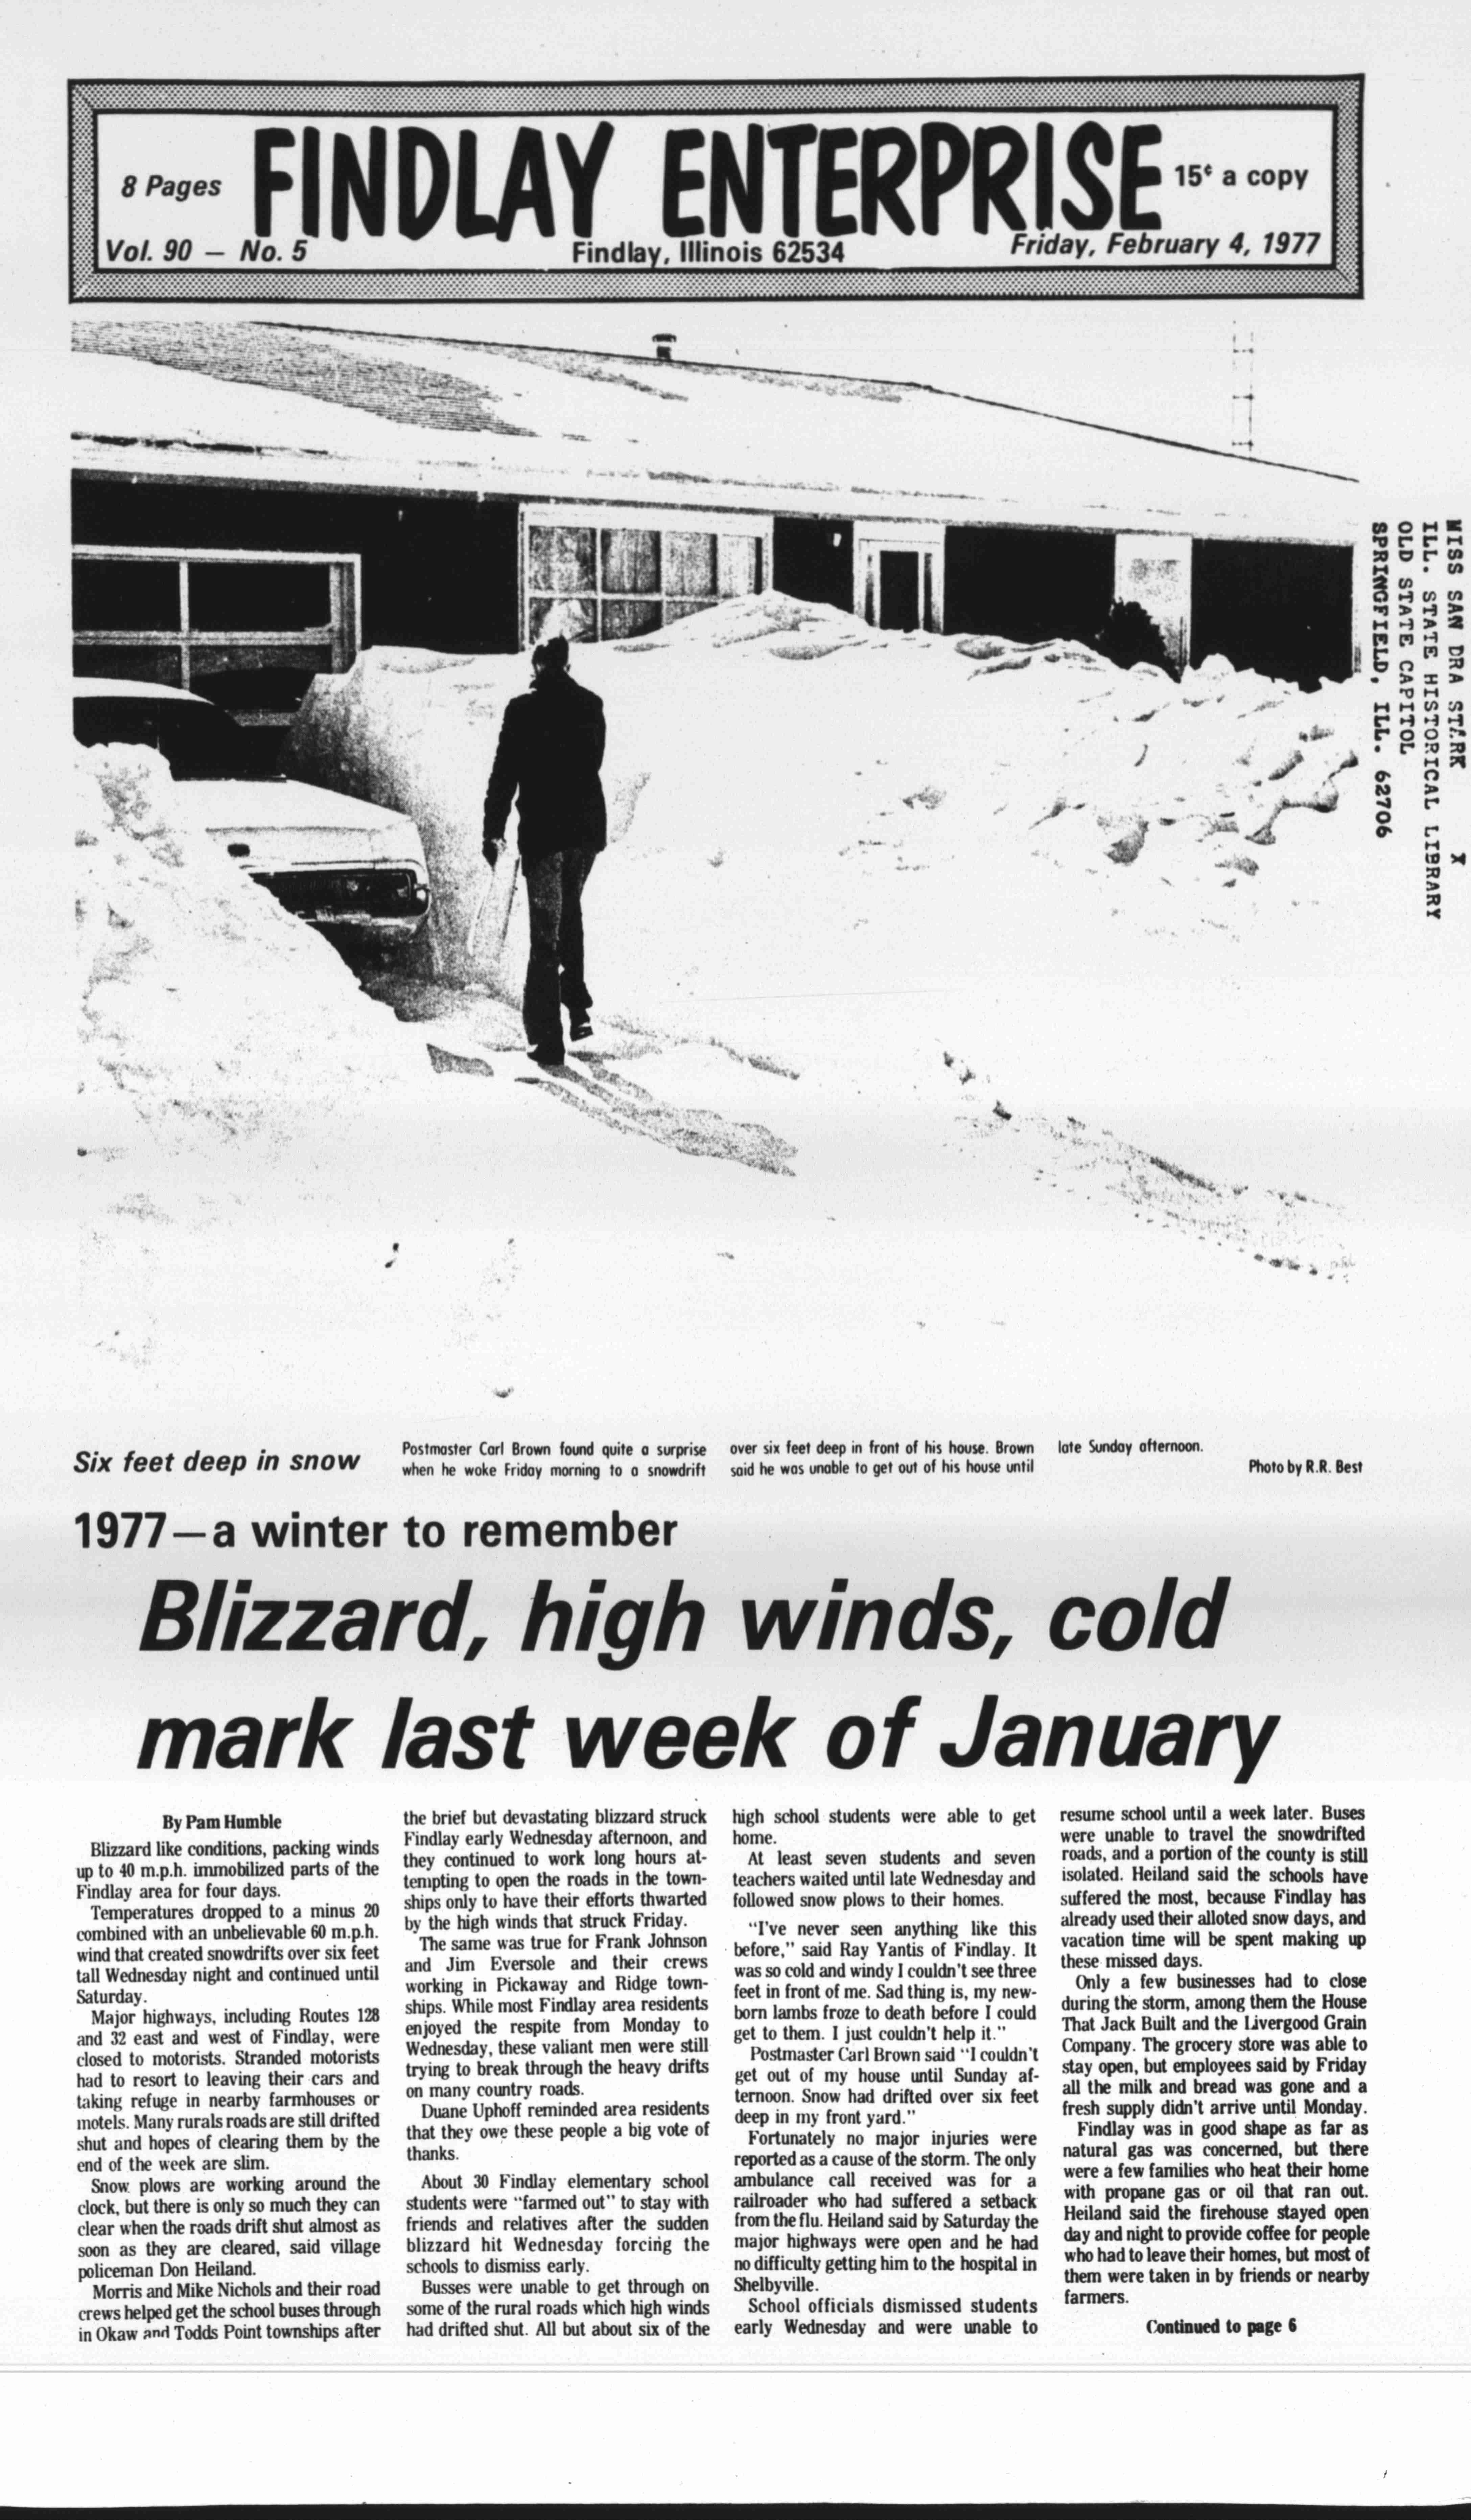 8 Pages
FINDLAY ENTERPRISE
15¢ a copy
Vol. 90 — No. 5
Findlay, Illinois 62534
Friday, February 4, 1977
MISS SAN DRA STARK X
ILL. STATE HISTORICAL LIBRARY
OLD STATE CAPITOL
SPRINGFIELD, ILL. 62706
Six feet deep in snow
Postmaster Carl Brown found quite a surprise
when he woke Friday morning to a snowdrift
over six feet deep in front of his house. Brown
said he was unable to get out of his house until
late Sunday afternoon.
Photo by R.R. Best
1977—a winter to remember
Blizzard, high winds, cold
mark last week of January
By Pam Humble
Blizzard like conditions, packing winds
up to 40 m.p.h. immobilized parts of the
Findlay area for four days.
Temperatures dropped to a minus 20
combined with an unbelievable 60 m.p.h.
wind that created snowdrifts over six feet
tall Wednesday night and continued until
Saturday.
Major highways, including Routes 128
and 32 east and west of Findlay, were
closed to motorists. Stranded motorists
had to resort to leaving their cars and
taking refuge in nearby farmhouses or
motels. Many rurals roads are still drifted
shut and hopes of clearing them by the
end of the week are slim.
Snow plows are working around the
clock, but there is only so much they can
clear when the roads drift shut almost as
soon as they are cleared, said village
policeman Don Heiland.
Morris and Mike Nichols and their road
crews helped get the school buses through
in Okaw and Todds Point townships after
the brief but devastating blizzard struck
Findlay early Wednesday afternoon, and
they continued to work long hours at-
tempting to open the roads in the town-
ships only to have their efforts thwarted
by the high winds that struck Friday.
The same was true for Frank Johnson
and Jim Eversole and their crews
working in Pickaway and Ridge town-
ships. While most Findlay area residents
enjoyed the respite from Monday to
Wednesday, these valiant men were still
trying to break through the heavy drifts
on many country roads.
Duane Uphoff reminded area residents
that they owe these people a big vote of
thanks.
About 30 Findlay elementary school
students were "farmed out" to stay with
friends and relatives after the sudden
blizzard hit Wednesday forcing the
schools to dismiss early.
Busses were unable to get through on
some of the rural roads which high winds
had drifted shut. All but about six of the
high school students were able to get
home.
At least seven students and seven
teachers waited until late Wednesday and
followed snow plows to their homes.
"I've never seen anything like this
before," said Ray Yantis of Findlay. It
was so cold and windy I couldn't see three
feet in front of me. Sad thing is, my new-
born lambs froze to death before I could
get to them. I just couldn't help it."
Postmaster Carl Brown said "I couldn't
get out of my house until Sunday af-
ternoon. Snow had drifted over six feet
deep in my front yard."
Fortunately no major injuries were
reported as a cause of the storm. The only
ambulance call received was for a
railroader who had suffered a setback
from the flu. Heiland said by Saturday the
major highways were open and he had
no difficulty getting him to the hospital in
Shelbyville.
School officials dismissed students
early Wednesday and were unable to
resume school until a week later. Buses
were unable to travel the snowdrifted
roads, and a portion of the county is still
isolated. Heiland said the schools have
suffered the most, because Findlay has
already used their alloted snow days, and
vacation time will be spent making up
these missed days.
Only a few businesses had to close
during the storm, among them the House
That Jack Built and the Livergood Grain
Company. The grocery store was able to
stay open, but employees said by Friday
all the milk and bread was gone and a
fresh supply didn't arrive until Monday.
Findlay was in good shape as far as
natural gas was concerned, but there
were a few families who heat their home
with propane gas or oil that ran out.
Heiland said the firehouse stayed open
day and night to provide coffee for people
who had to leave their homes, but most of
them were taken in by friends or nearby
farmers.
Continued to page 6